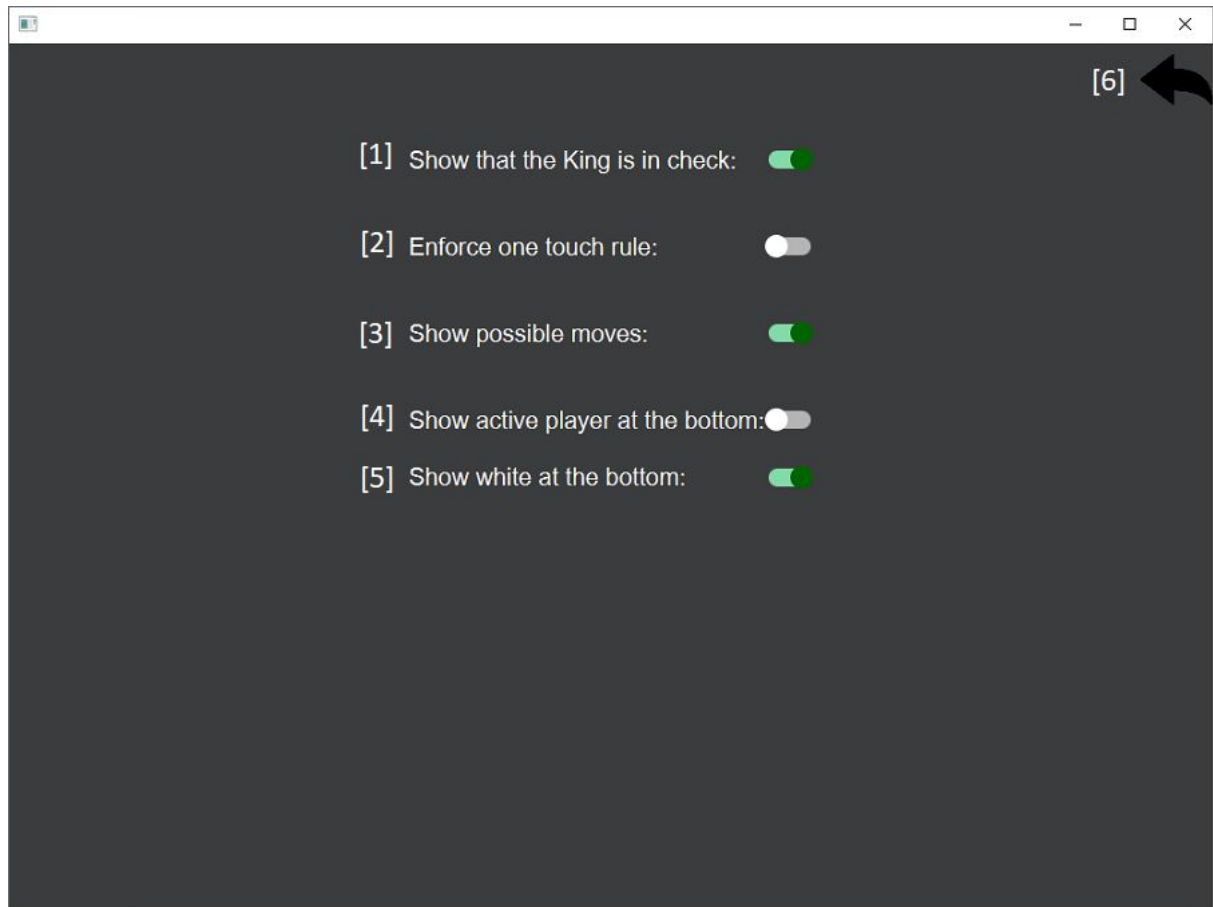 [6]
[1] Show that the King is in check:
[2] Enforce one touch rule:
[3] Show possible moves:
[4] Show active player at the bottom:
[5] Show white at the bottom: